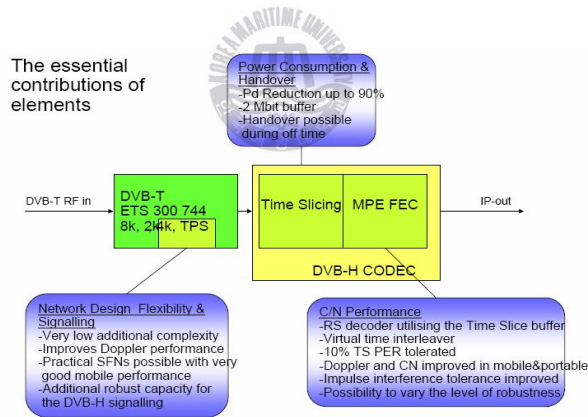 KOREA MARITIME UNIVERSITY
The essential
contributions of
elements
Power Consumption &
Handover
-Pd Reduction up to 90%
-2 Mbit buffer
-Handover possible
during off time
DVB-T RF in
DVB-T
ETS 300 744
8k, 2k, 4k, TPS
Time Slicing
MPE FEC
DVB-H CODEC
IP-out
Network Design Flexibility &
Signalling
-Very low additional complexity
-Improves Doppler performance
-Practical SFNs possible with very
good mobile performance
-Additional robust capacity for
the DVB-H signalling
C/N Performance
-RS decoder utilising the Time Slice buffer
-Virtual time interleaver
-10% TS PER tolerated
-Doppler and CN improved in mobile&portable
-Impulse interference tolerance improved
-Possibility to vary the level of robustness